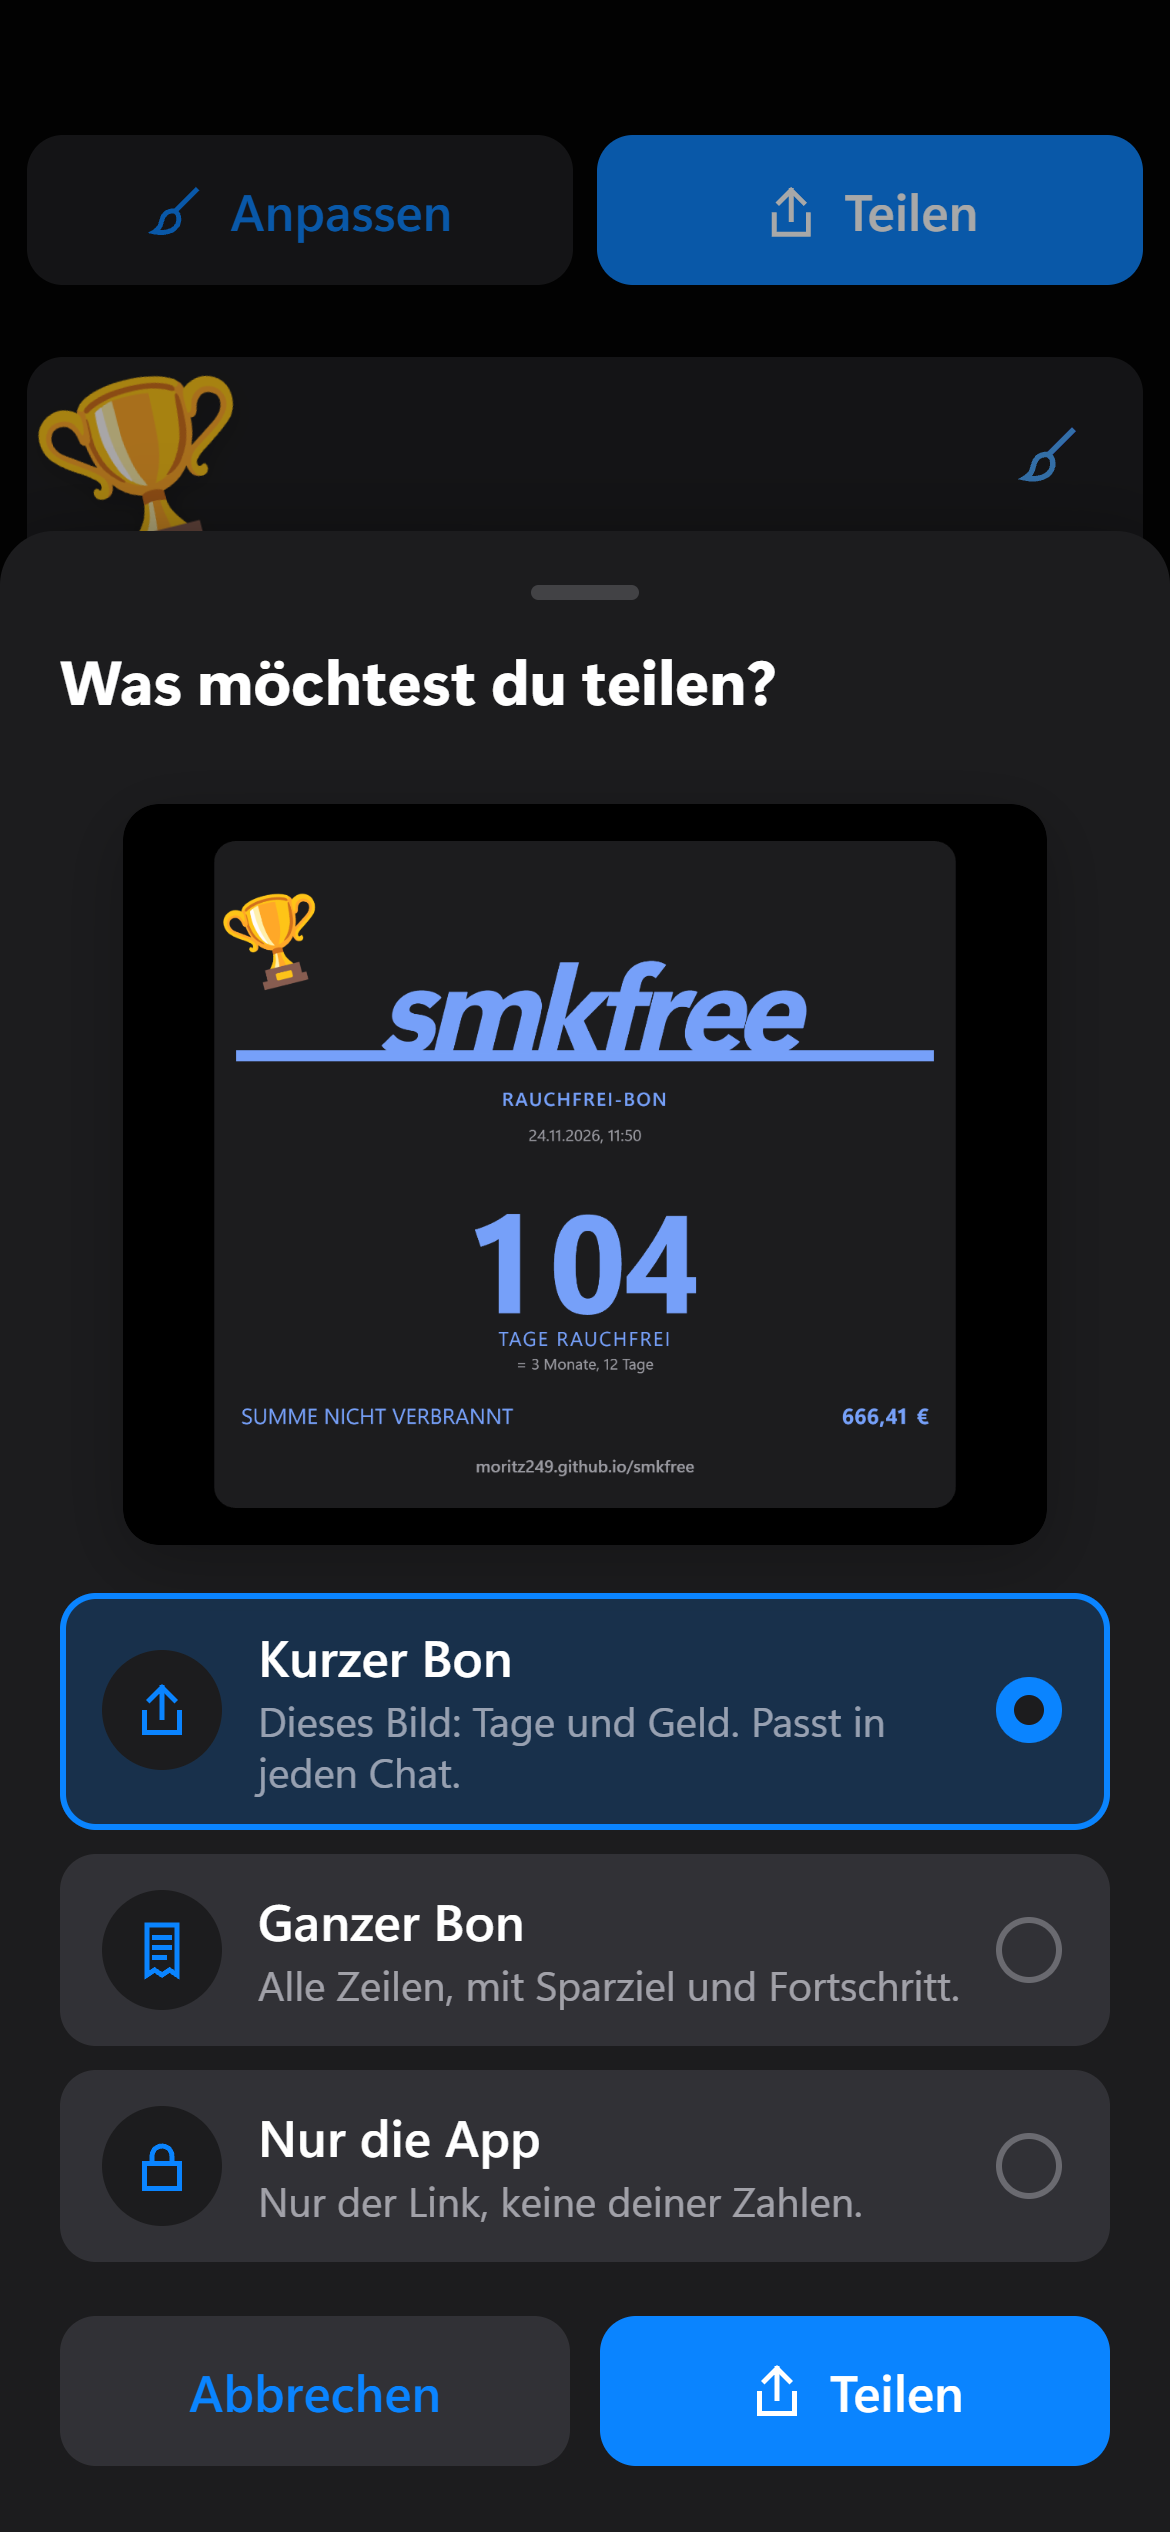 Anpassen
Teilen
Was möchtest du teilen?
smkfree
RAUCHFREI-BON
24.11.2026, 11:50
104
TAGE RAUCHFREI
= 3 Monate, 12 Tage
SUMME NICHT VERBRANNT 666,41 €
moritz249.github.io/smkfree
Kurzer Bon
Dieses Bild: Tage und Geld. Passt in
jeden Chat.
Ganzer Bon
Alle Zeilen, mit Sparziel und Fortschritt.
Nur die App
Nur der Link, keine deiner Zahlen.
Abbrechen
Teilen